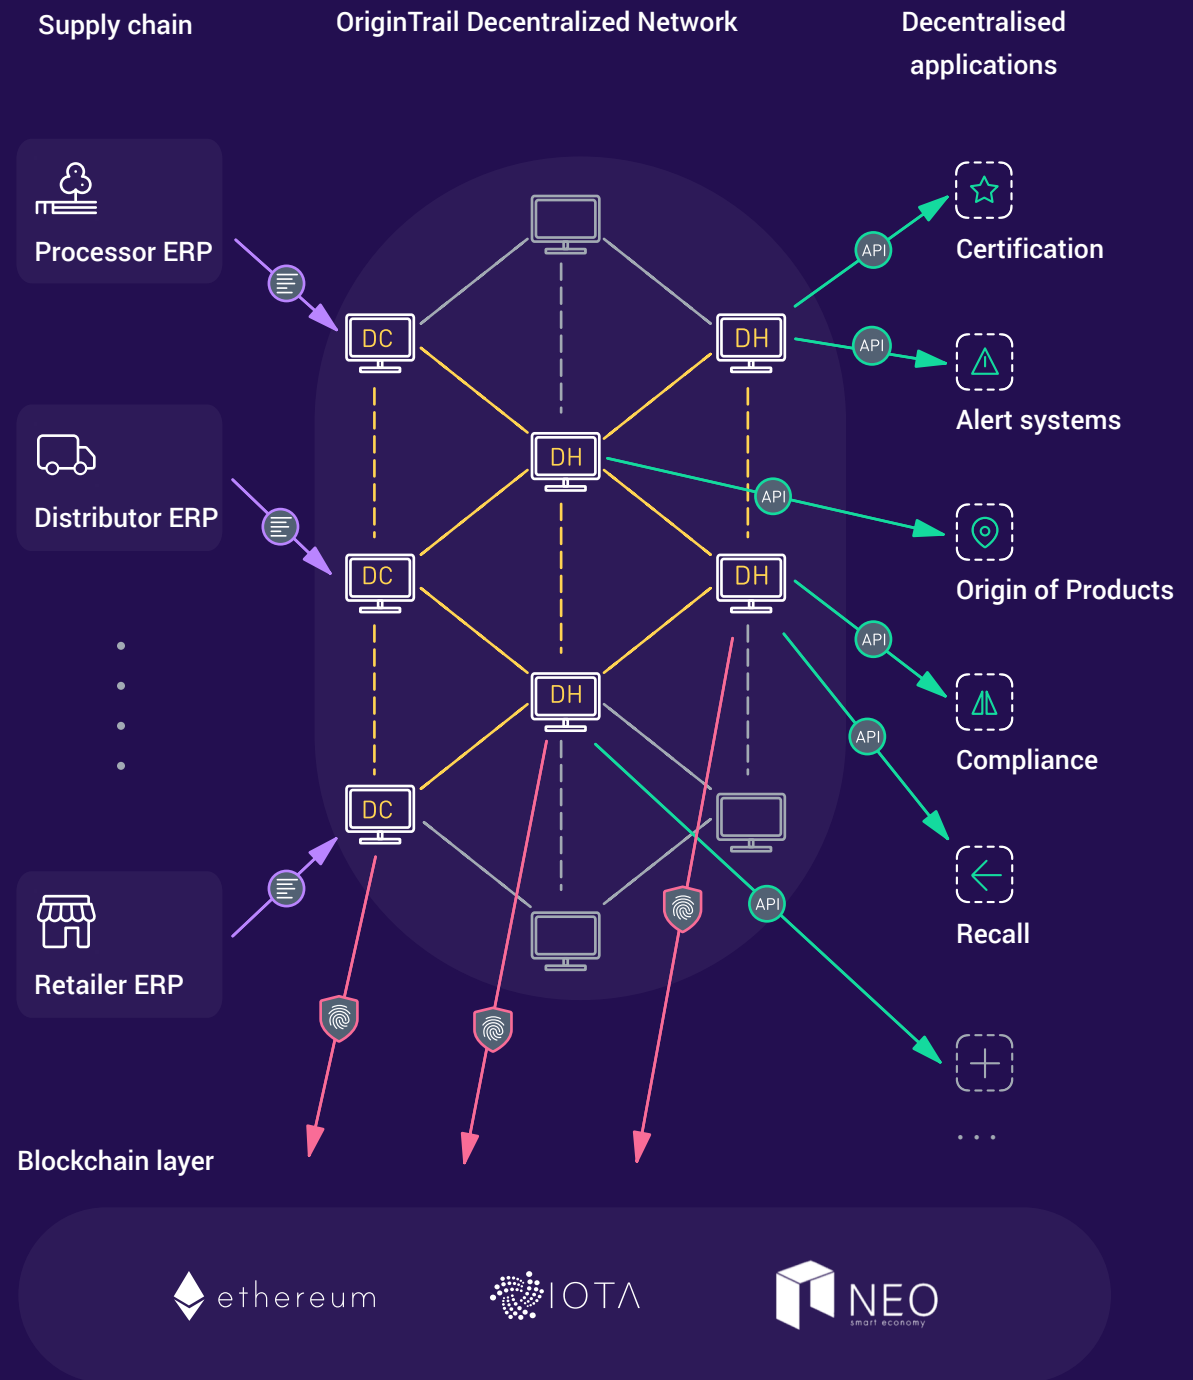 Supply chain
OriginTrail Decentralized Network
Decentralised
applications
Processor ERP
DC
DH
API
Certification
API
Alert systems
Distributor ERP
DH
API
Origin of Products
DC
DH
API
Compliance
DH
API
Recall
DC
API
Retailer ERP
...
Blockchain layer
ethereum
IOTA
NEO
smart economy